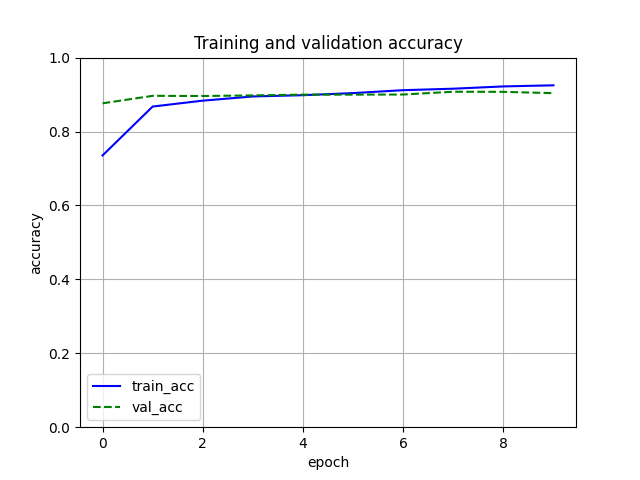 Training and validation accuracy
1.0
0.8
0.6
0.4
0.2
0.0
accuracy
train_acc
val_acc
0 2 4 6 8
epoch